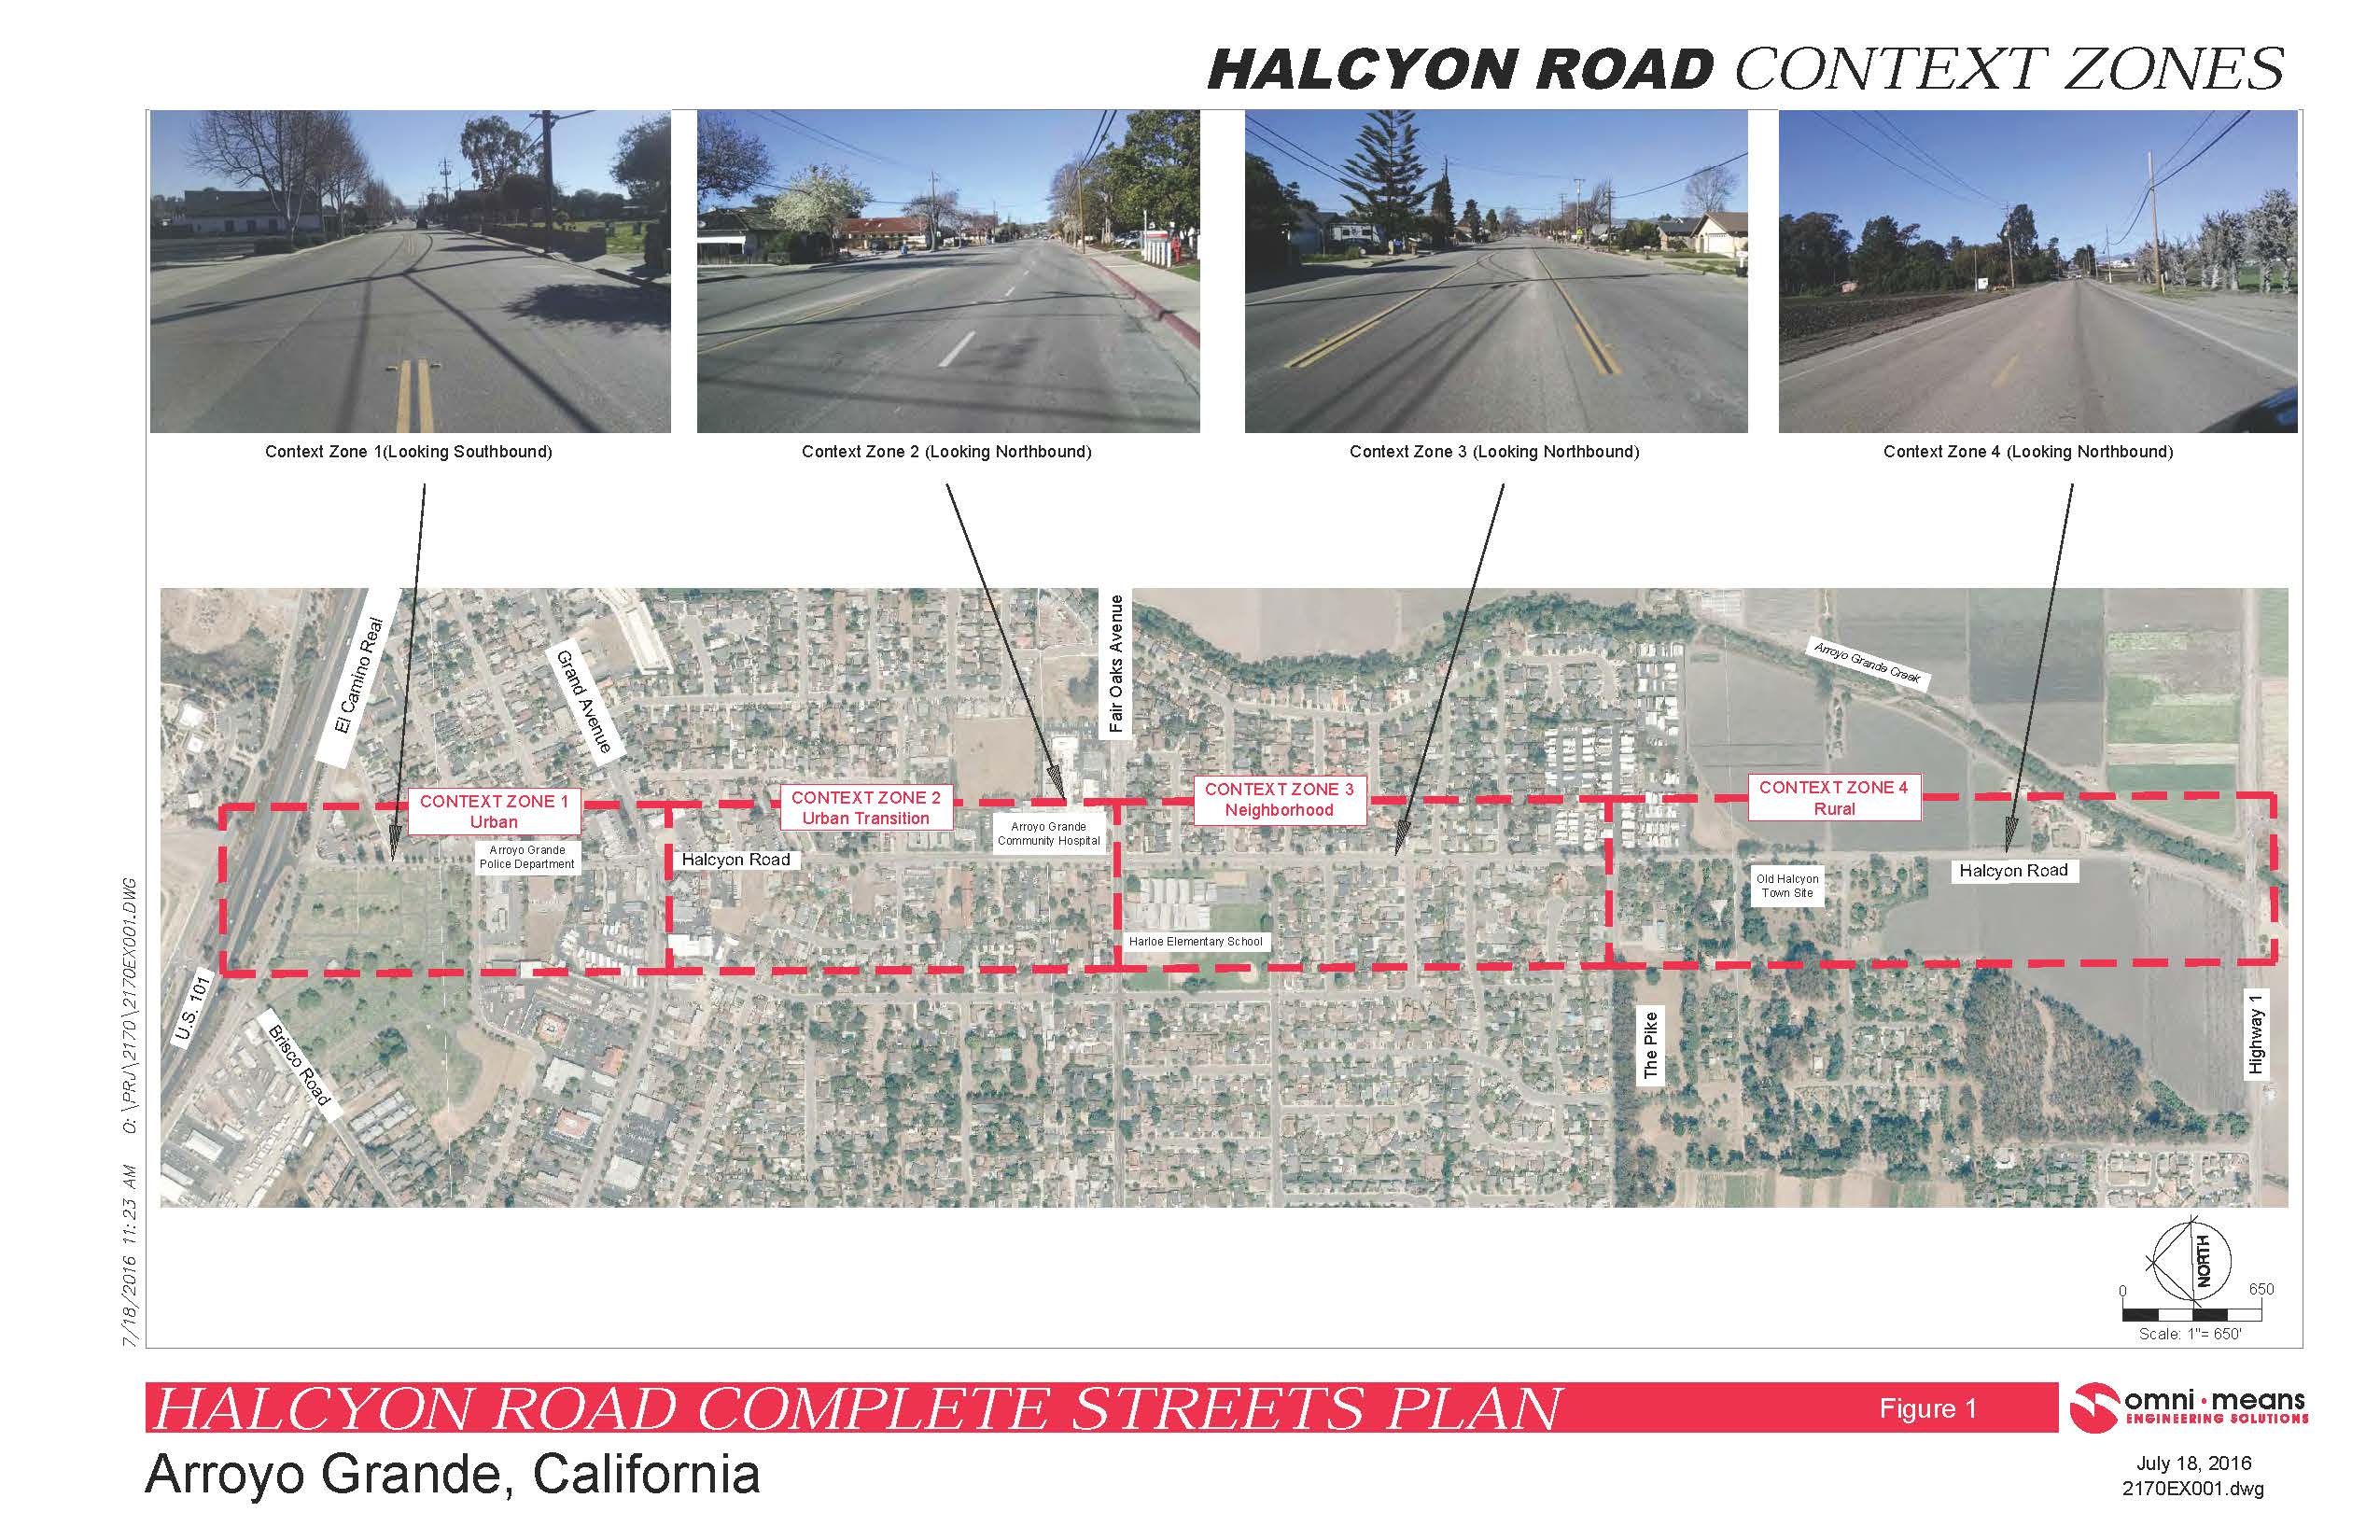 HALCYON ROAD CONTEXT ZONES
Context Zone 1(Looking Southbound)
Context Zone 2 (Looking Northbound)
Context Zone 3 (Looking Northbound)
Context Zone 4 (Looking Northbound)
El Camino Real
Grand Avenue
Fair Oaks Avenue
Arroyo Grande Creek
CONTEXT ZONE 1
Urban
CONTEXT ZONE 2
Urban Transition
CONTEXT ZONE 3
Neighborhood
CONTEXT ZONE 4
Rural
Arroyo Grande
Police Department
Halcyon Road
Arroyo Grande
Community Hospital
Old Halcyon
Town Site
Halcyon Road
Harloe Elementary School
U.S. 101
Brisco Road
The Pike
Highway 1
NORTH
0
650
Scale: 1"= 650'
7/18/2016 11:23 AM O:\PRJ\2170\2170EX001.DWG
HALCYON ROAD COMPLETE STREETS PLAN
Figure 1
omni·means
ENGINEERING SOLUTIONS
Arroyo Grande, California
July 18, 2016
2170EX001.dwg